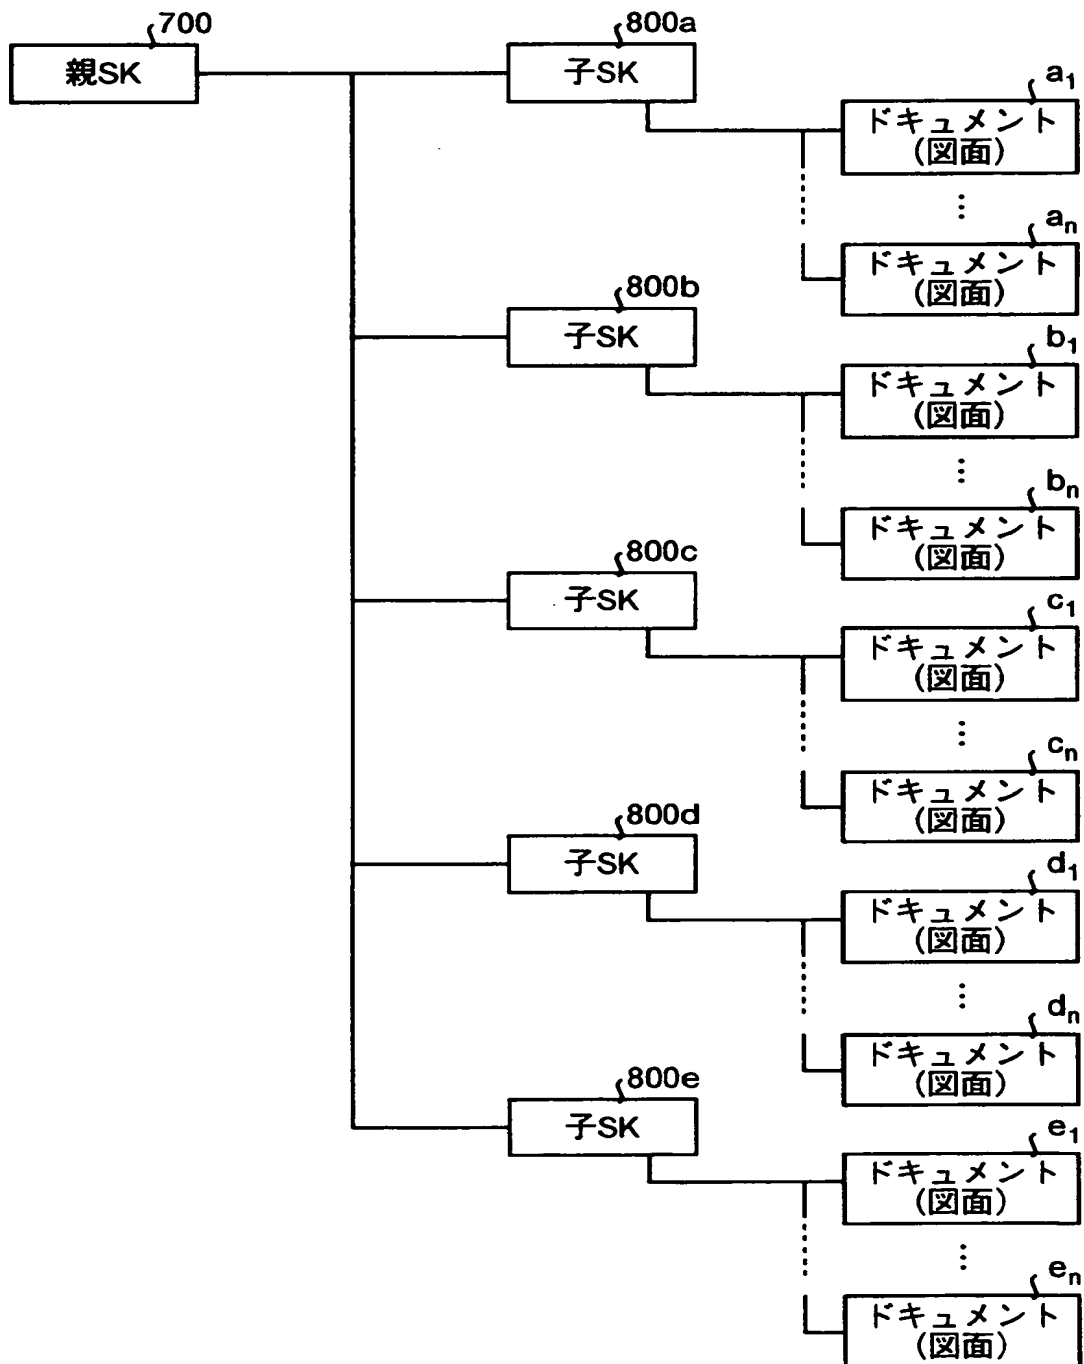 700
親SK
800a
子SK
a1
ドキュメント
(図面)
⋮
an
ドキュメント
(図面)
800b
子SK
b1
ドキュメント
(図面)
⋮
bn
ドキュメント
(図面)
800c
子SK
c1
ドキュメント
(図面)
⋮
cn
ドキュメント
(図面)
800d
子SK
d1
ドキュメント
(図面)
⋮
dn
ドキュメント
(図面)
800e
子SK
e1
ドキュメント
(図面)
⋮
en
ドキュメント
(図面)